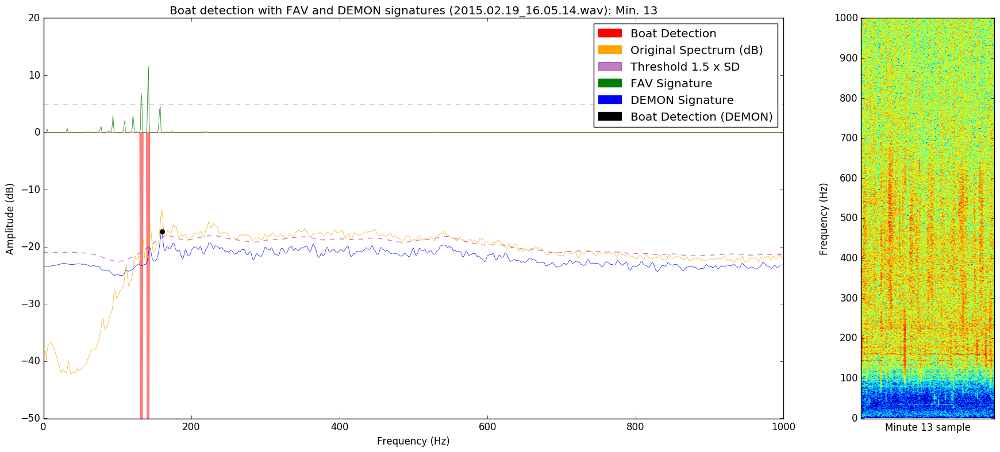 Boat detection with FAV and DEMON signatures (2015.02.19_16.05.14.wav): Min. 13
20
10
0
−10
−20
−30
−40
−50
Amplitude (dB)
0
200
400
600
800
1000
Frequency (Hz)
Boat Detection
Original Spectrum (dB)
Threshold 1.5 x SD
FAV Signature
DEMON Signature
Boat Detection (DEMON)
1000
900
800
700
600
500
400
300
200
100
0
Frequency (Hz)
Minute 13 sample